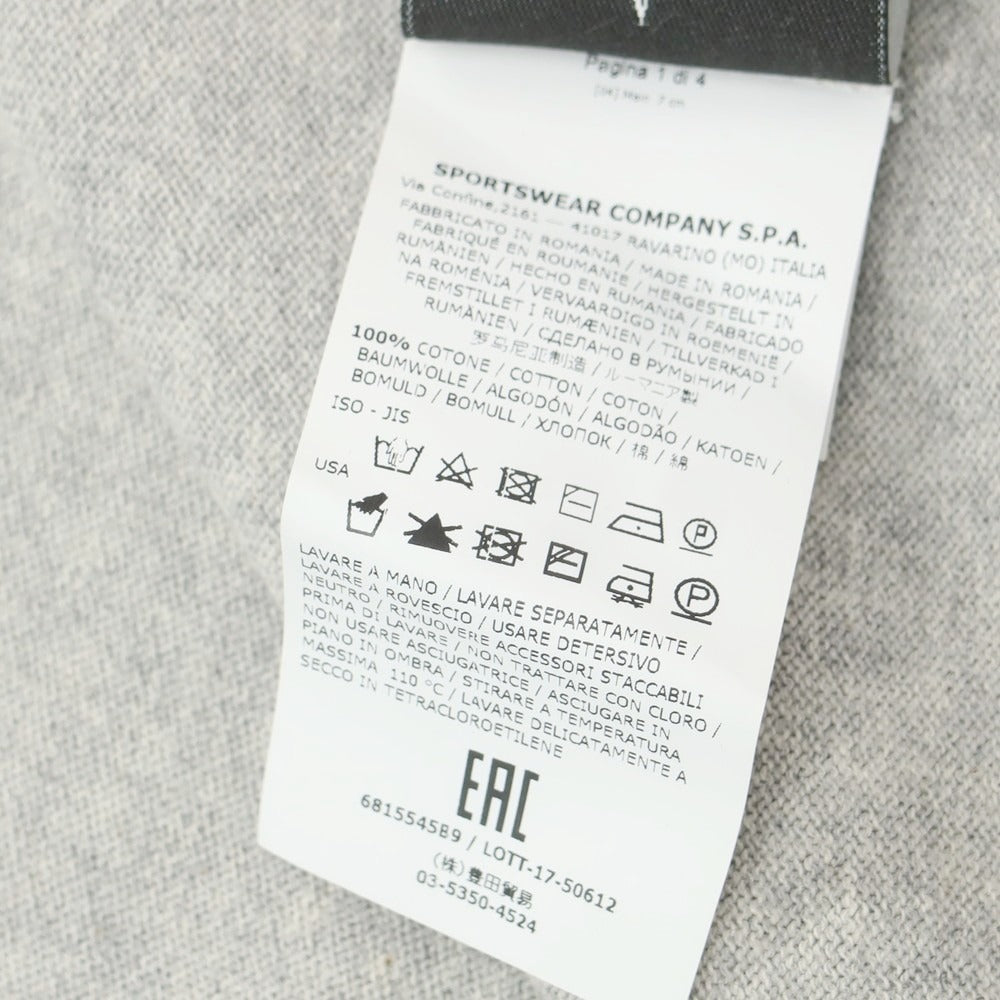 Pagina 1 di 4
SPORTSWEAR COMPANY S.P.A.
Via Confine,2161 — 41017 RAVARINO (MO) ITALIA
FABBRICATO IN ROMANIA / MADE IN ROMANIA /
FABRIQUÉ EN ROUMANIE / HERGESTELLT IN
RUMÄNIEN / HECHO EN RUMANIA / FABRICADO
NA ROMÉNIA / VERVAARDIGD IN ROEMENIË /
FREMSTILLET I RUMÆNIEN / TILLVERKAD I
RUMÄNIEN / СДЕЛАНО В РУМЫНИИ /
罗马尼亚制造 / ルーマニア製
100% COTONE / COTTON / COTON /
BAUMWOLLE / ALGODÓN / ALGODÃO / KATOEN /
BOMULD / BOMULL / ХЛОПОК / 棉 / 綿
ISO - JIS
P
USA
P
LAVARE A MANO / LAVARE SEPARATAMENTE /
LAVARE A ROVESCIO / USARE DETERSIVO
NEUTRO / RIMUOVERE ACCESSORI STACCABILI
PRIMA DI LAVARE / NON TRATTARE CON CLORO /
NON USARE ASCIUGATRICE / ASCIUGARE IN
PIANO IN OMBRA / STIRARE A TEMPERATURA
MASSIMA 110 °C / LAVARE DELICATAMENTE A
SECCO IN TETRACLOROETILENE
EAC
6815545B9 / LOTT-17-50612
(株)豊田貿易
03-5350-4524